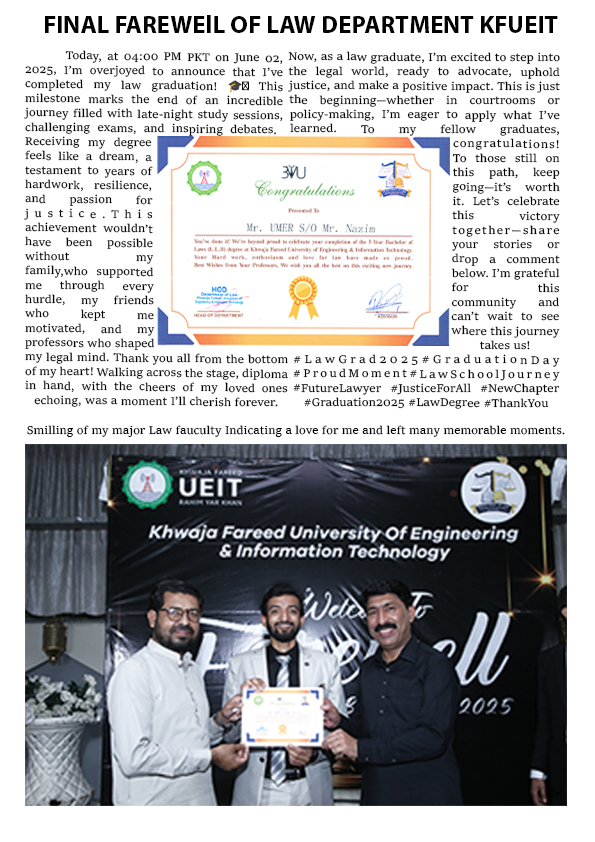 FINAL FAREWEll OF LAW DEPARTMENT KFUEIT
Today, at 04:00 PM PKT on June 02,
2025, I'm overjoyed to announce that I've
completed my law graduation! 🎓 This
milestone marks the end of an incredible
journey filled with late-night study sessions,
challenging exams, and inspiring debates.
Receiving my degree
feels like a dream, a
testament to years of
hardwork, resilience,
and passion for
justice.This
achievement wouldn't
have been possible
without my
family,who supported
me through every
hurdle, my friends
who kept me
motivated, and my
professors who shaped
my legal mind. Thank you all from the bottom
of my heart! Walking across the stage, diploma
in hand, with the cheers of my loved ones
echoing, was a moment I'll cherish forever.
Now, as a law graduate, I'm excited to step into
the legal world, ready to advocate, uphold
justice, and make a positive impact. This is just
the beginning—whether in courtrooms or
policy-making, I'm eager to apply what I've
learned. To my fellow graduates,
congratulations!
To those still on
this path, keep
going—it's worth
it. Let's celebrate
this victory
together—share
your stories or
drop a comment
below. I'm grateful
for this
community and
can't wait to see
where this journey
takes us!
#LawGrad2025#GraduationDay
#ProudMoment#LawSchoolJourney
#FutureLawyer #JusticeForAll #NewChapter
#Graduation2025 #LawDegree #ThankYou
Congratulations
Presented To
Mr. UMER S/O Mr. Nazim
You've done it! We're beyond proud to celebrate your completion of the 5-Year Bachelor of
Laws (L.L.B) degree at Khwaja Fareed University of Engineering & Information Technology.
Your Hard work, enthusiasm and love for law have made us proud.
Best Wishes from Your Professors, We wish you all the best on this exciting new journey.
HOD
Department of Law
HEAD OF DEPARTMENT
ADVISOR
Smilling of my major Law fauculty Indicating a love for me and left many memorable moments.
KHWAJA FAREED
UEIT
RAHIM YAR KHAN
Khwaja Fareed University Of Engineering
& Information Technology
Welcome To
2025